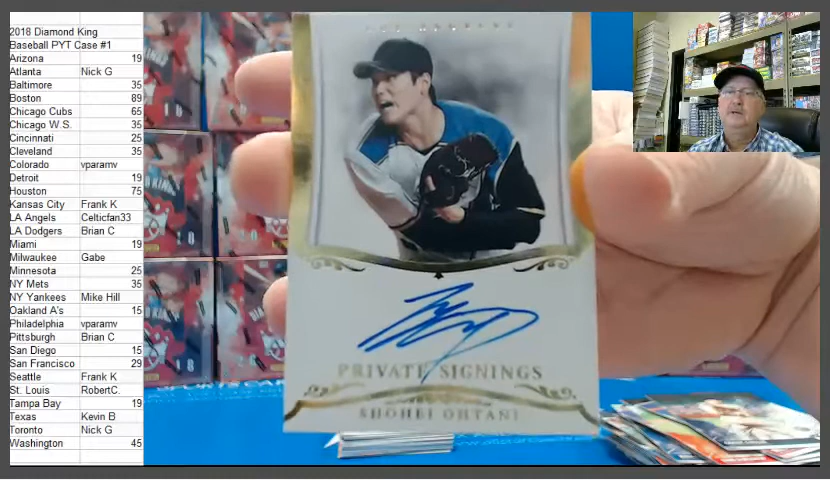 2018 Diamond King
Baseball PYT Case #1
Arizona 19
Atlanta Nick G
Baltimore 35
Boston 89
Chicago Cubs 65
Chicago W.S. 35
Cincinnati 25
Cleveland 35
Colorado vparamv
Detroit 19
Houston 75
Kansas City Frank K
LA Angels Celticfan33
LA Dodgers Brian C
Miami 19
Milwaukee Gabe
Minnesota 25
NY Mets 35
NY Yankees Mike Hill
Oakland A's 15
Philadelphia vparamv
Pittsburgh Brian C
San Diego 15
San Francisco 29
Seattle Frank K
St. Louis RobertC.
Tampa Bay 19
Texas Kevin B
Toronto Nick G
Washington 45
PRIVATE SIGNINGS
SHOHEI OHTANI